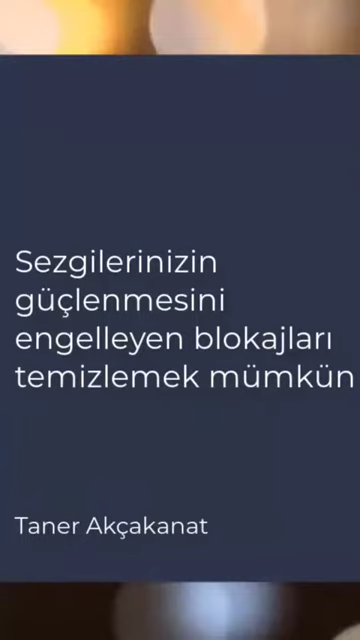 Sezgilerinizin
güçlenmesini
engelleyen blokajları
temizlemek mümkün
Taner Akçakanat